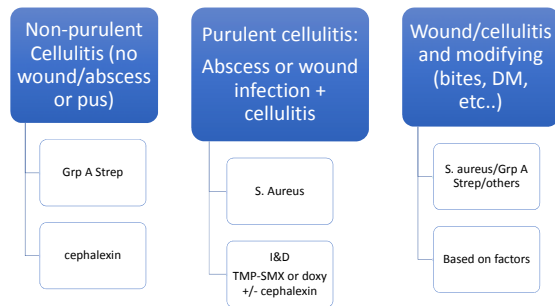 Non-purulent
Cellulitis (no
wound/abscess
or pus)
Grp A Strep
cephalexin
Purulent cellulitis:
Abscess or wound
infection +
cellulitis
S. Aureus
I&D
TMP-SMX or doxy
+/- cephalexin
Wound/cellulitis
and modifying
(bites, DM,
etc..)
S. aureus/Grp A
Strep/others
Based on factors